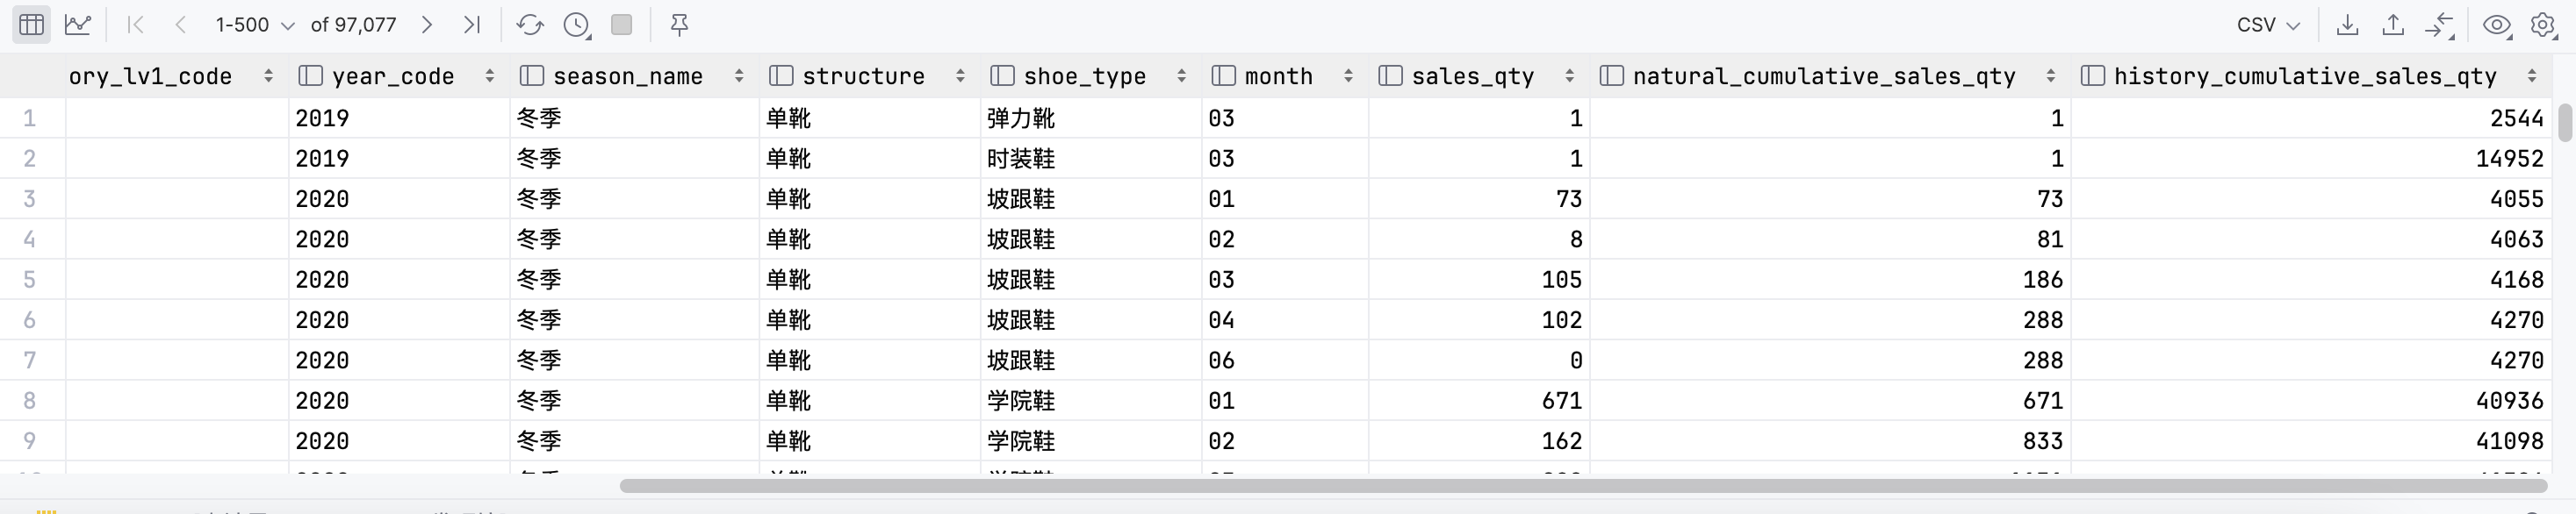 1-500 of 97,077 CSV
ory_lv1_code year_code season_name structure shoe_type month sales_qty natural_cumulative_sales_qty history_cumulative_sales_qty
1 2019 冬季 单靴 弹力靴 03 1 1 2544
2 2019 冬季 单靴 时装鞋 03 1 1 14952
3 2020 冬季 单靴 坡跟鞋 01 73 73 4055
4 2020 冬季 单靴 坡跟鞋 02 8 81 4063
5 2020 冬季 单靴 坡跟鞋 03 105 186 4168
6 2020 冬季 单靴 坡跟鞋 04 102 288 4270
7 2020 冬季 单靴 坡跟鞋 06 0 288 4270
8 2020 冬季 单靴 学院鞋 01 671 671 40936
9 2020 冬季 单靴 学院鞋 02 162 833 41098